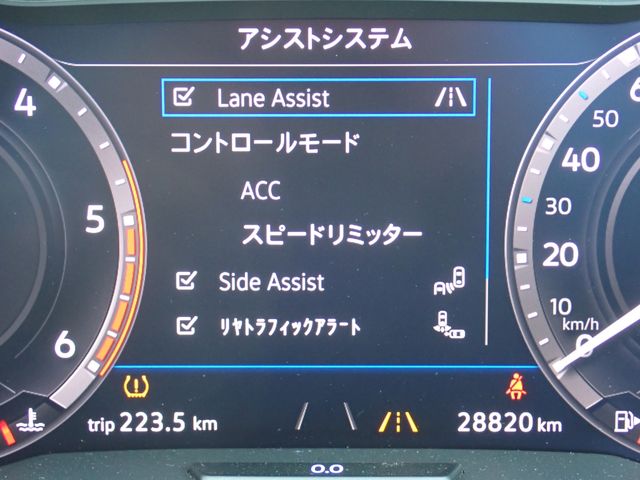 アシストシステム
Lane Assist
コントロールモード
ACC
スピードリミッター
Side Assist
ﾘﾔﾄﾗﾌｨｯｸｱﾗｰﾄ
4
5
6
50
40
30
20
10
km/h
0
trip 223.5 km
28820 km
0.0